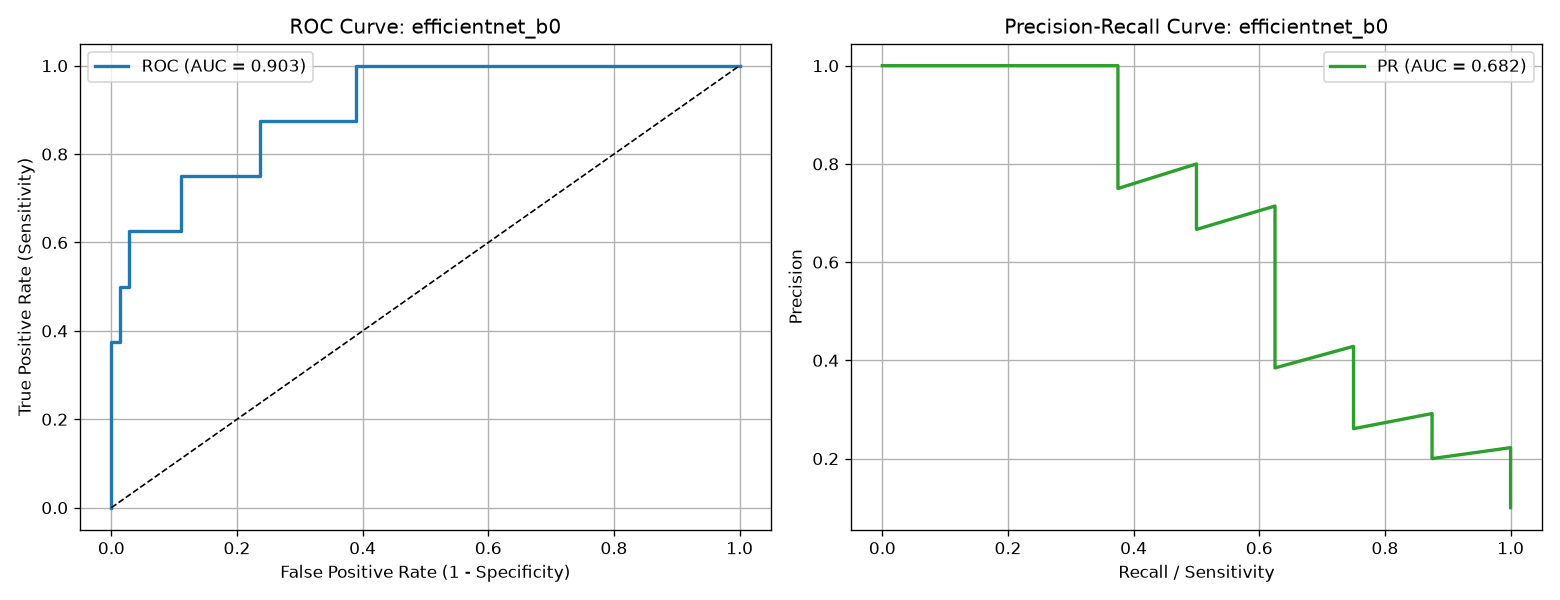 ROC Curve: efficientnet_b0
ROC (AUC = 0.903)
True Positive Rate (Sensitivity)
1.0
0.8
0.6
0.4
0.2
0.0
0.0 0.2 0.4 0.6 0.8 1.0
False Positive Rate (1 - Specificity)
Precision-Recall Curve: efficientnet_b0
PR (AUC = 0.682)
Precision
1.0
0.8
0.6
0.4
0.2
0.0 0.2 0.4 0.6 0.8 1.0
Recall / Sensitivity